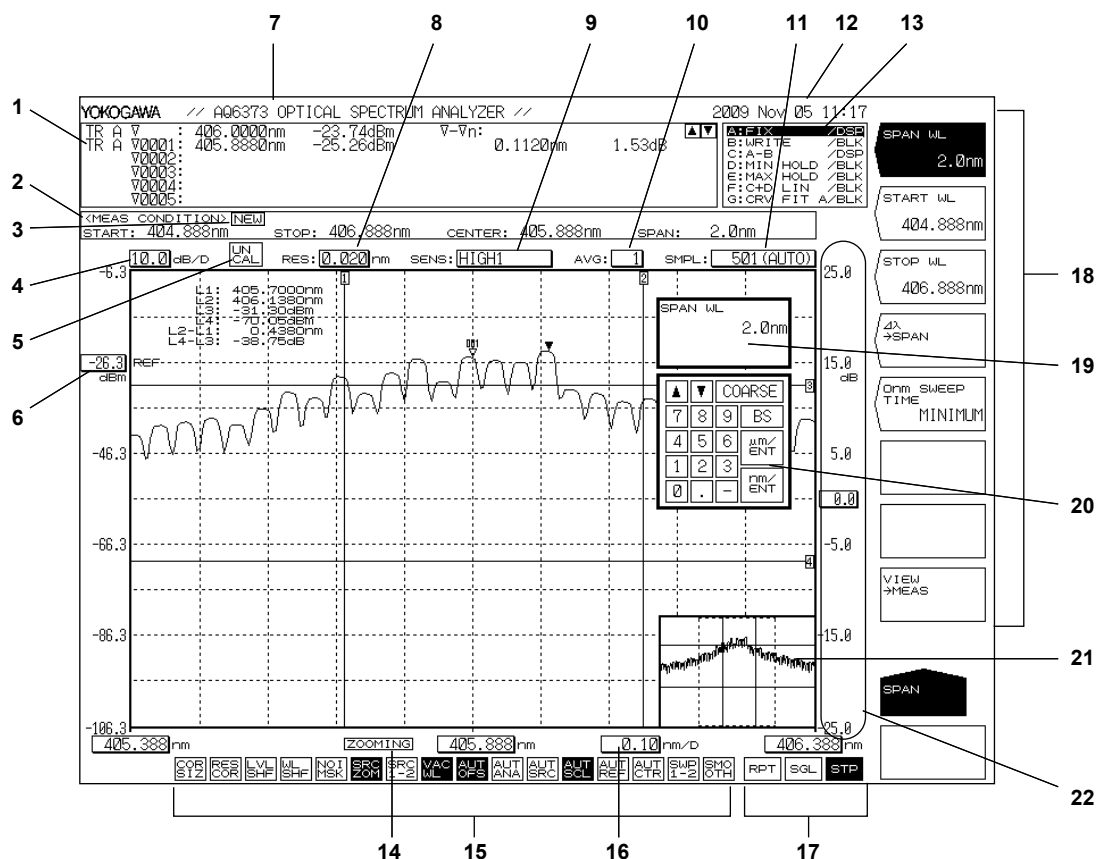 7 8 9 10 11 12 13
YOKOGAWA // AQ6373 OPTICAL SPECTRUM ANALYZER // 2009 Nov 05 11:17
1
TR A ∇ : 406.0000nm -23.74dBm ∇-∇n:
TR A ∇0001: 405.8880nm -25.26dBm 0.1120nm 1.53dB
∇0002:
∇0003:
∇0004:
∇0005:
▲ ▼
A:FIX /DSP
B:WRITE /BLK
C:A-B /DSP
D:MIN HOLD /BLK
E:MAX HOLD /BLK
F:C+D LIN /BLK
G:CRV FIT A/BLK
2
<MEAS CONDITION> NEW
3
START: 404.888nm STOP: 406.888nm CENTER: 405.888nm SPAN: 2.0nm
4
10.0 dB/D UN CAL RES: 0.020 nm SENS: HIGH1 AVG: 1 SMPL: 501(AUTO)
5
6
-6.3
-26.3 REF
dBm
-46.3
-66.3
-86.3
-106.3
L1: 405.7000nm
L2: 406.1380nm
L3: -31.30dBm
L4: -70.05dBm
L2-L1: 0.4380nm
L4-L3: -38.75dB
1 2
001
3
4
SPAN WL
2.0nm
▲ ▼ COARSE
7 8 9 BS
4 5 6 μm/ENT
1 2 3
0 . - nm/ENT
25.0
15.0
dB
5.0
0.0
-5.0
-15.0
-25.0
SPAN WL
2.0nm
START WL
404.888nm
STOP WL
406.888nm
Δλ
→SPAN
0nm SWEEP
TIME
MINIMUM
VIEW
→MEAS
SPAN
18
19
20
21
22
405.388 nm ZOOMING 405.888 nm 0.10 nm/D 406.388 nm
COR SIZ RES COR LVL SHF WL SHF NOI MSK SRC ZOM SRC 1-2 VAC WL AUT OFS AUT ANA AUT SRC AUT SCL AUT REF AUT CTR SWP 1-2 SMO OTH RPT SGL STP
14 15 16 17